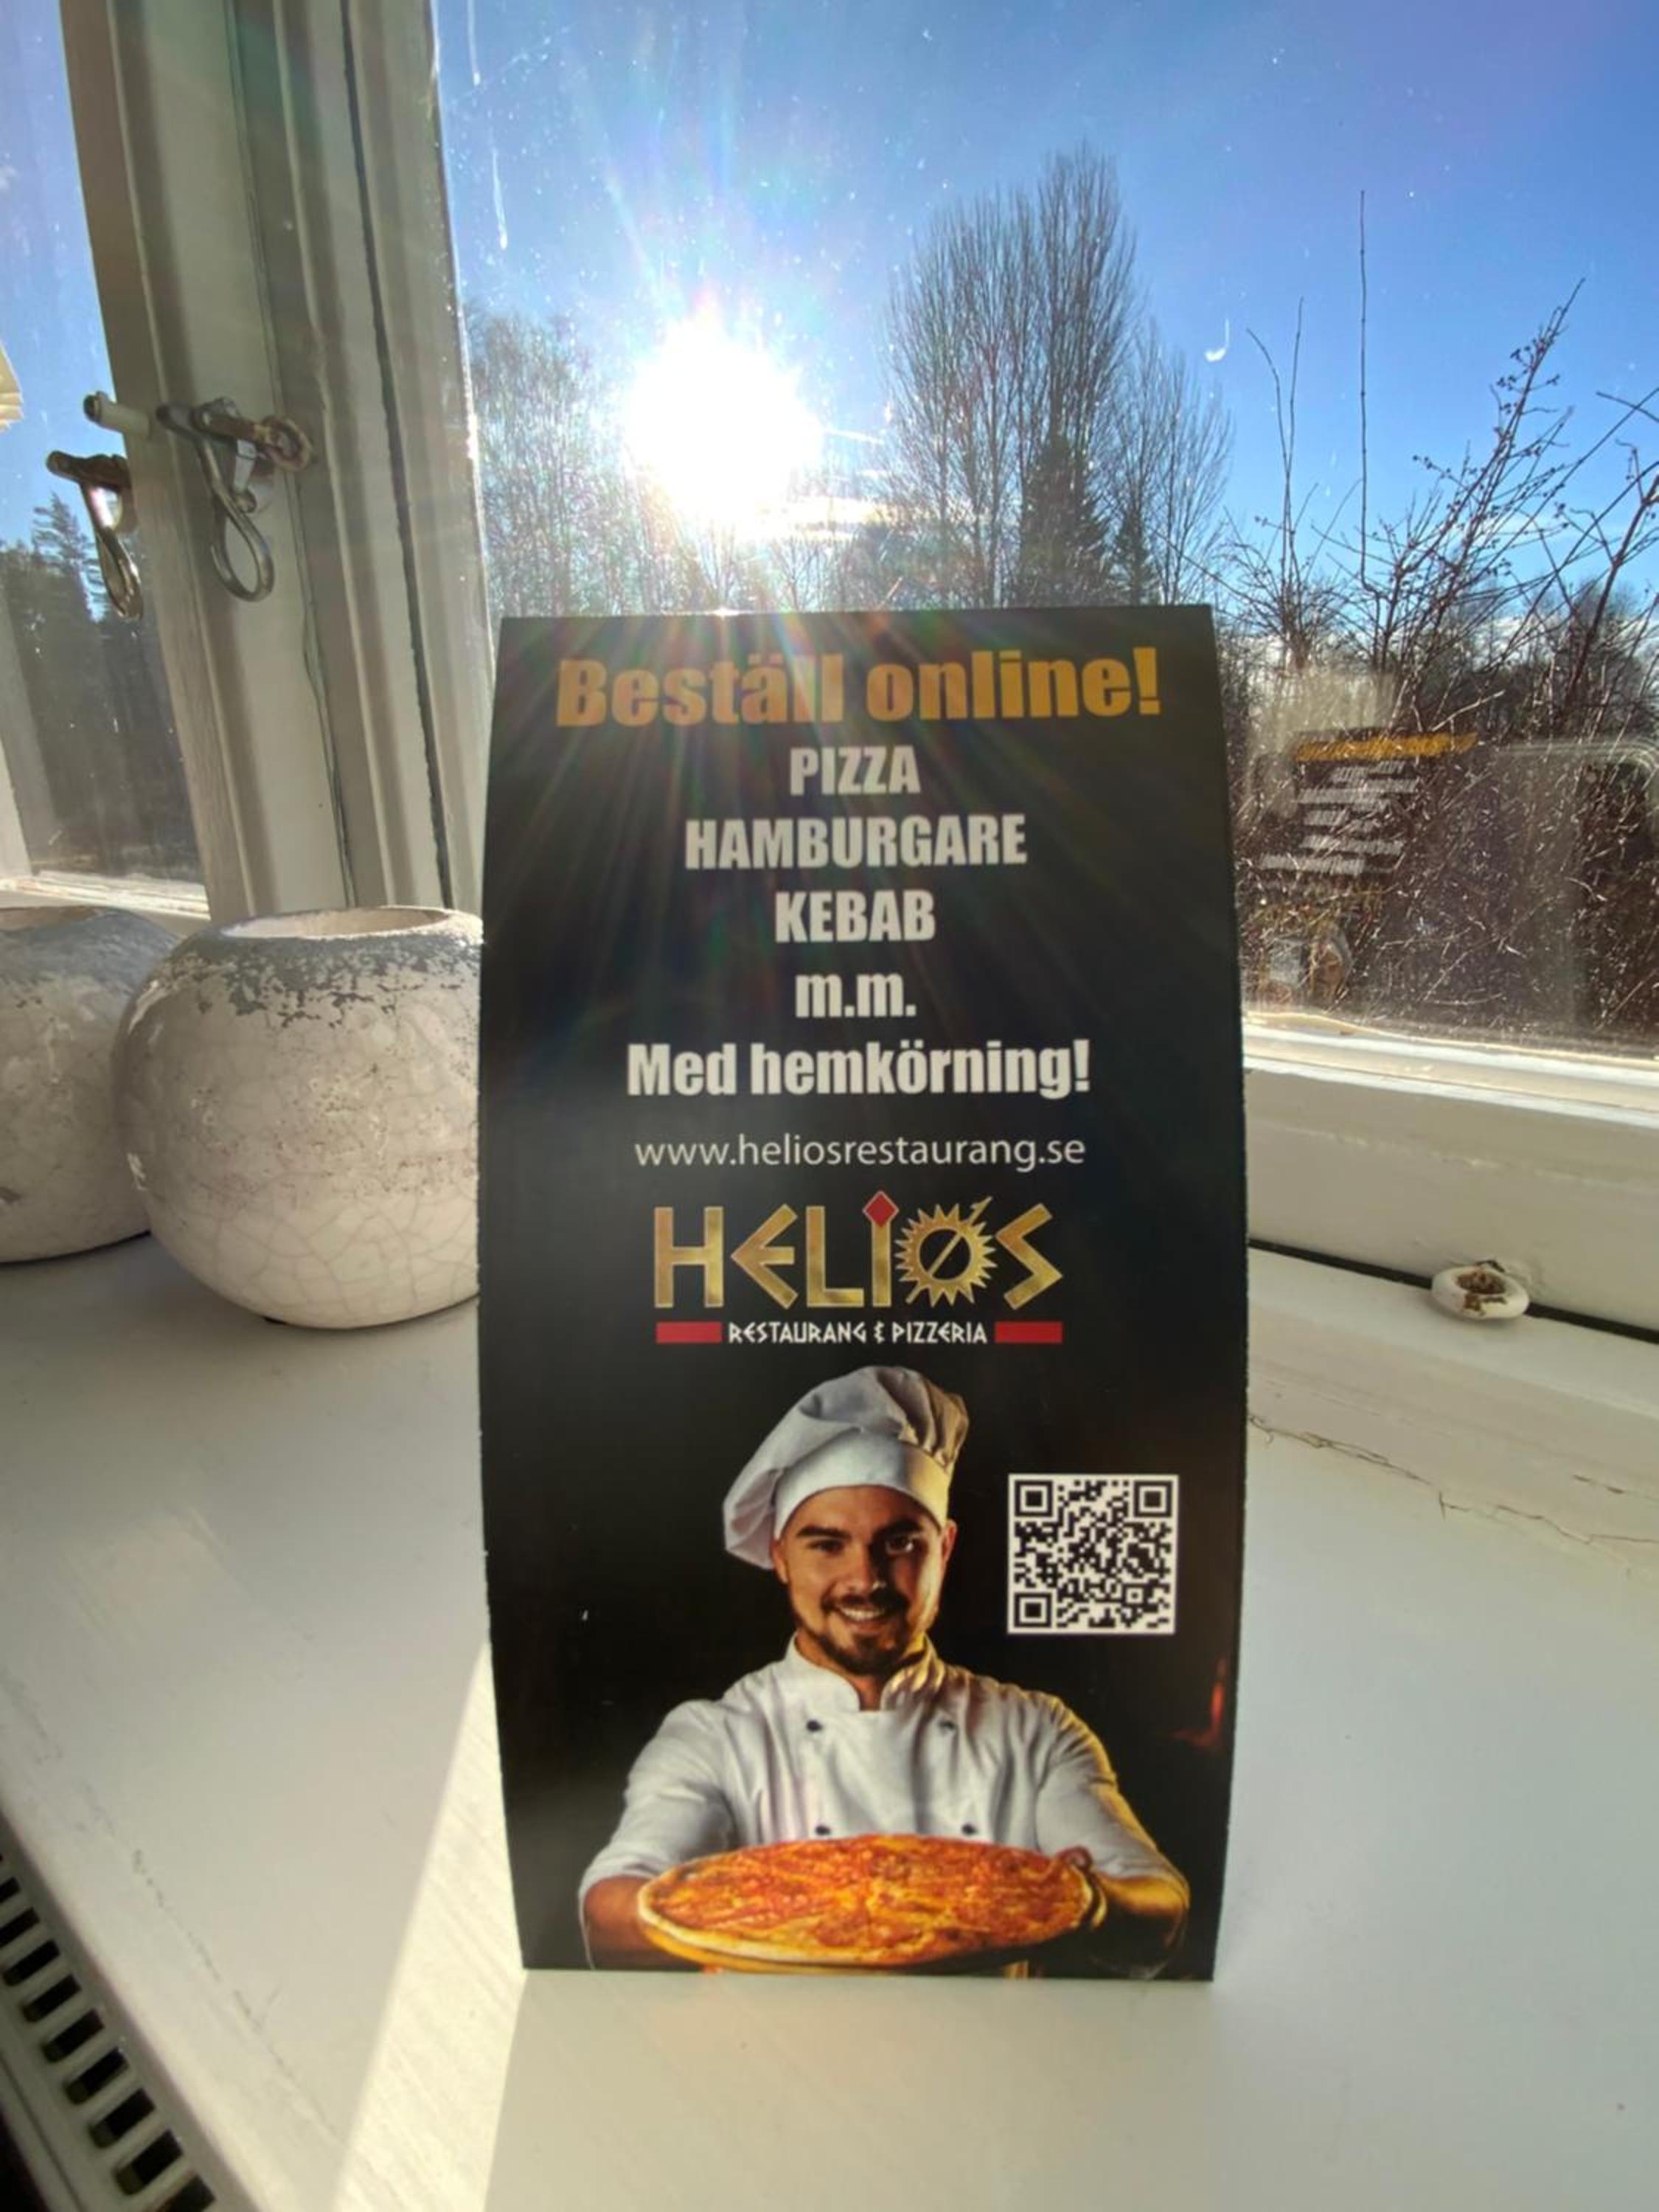 Beställ online!
PIZZA
HAMBURGARE
KEBAB
m.m.
Med hemkörning!
www.heliosrestaurang.se
HELIOS
RESTAURANG & PIZZERIA